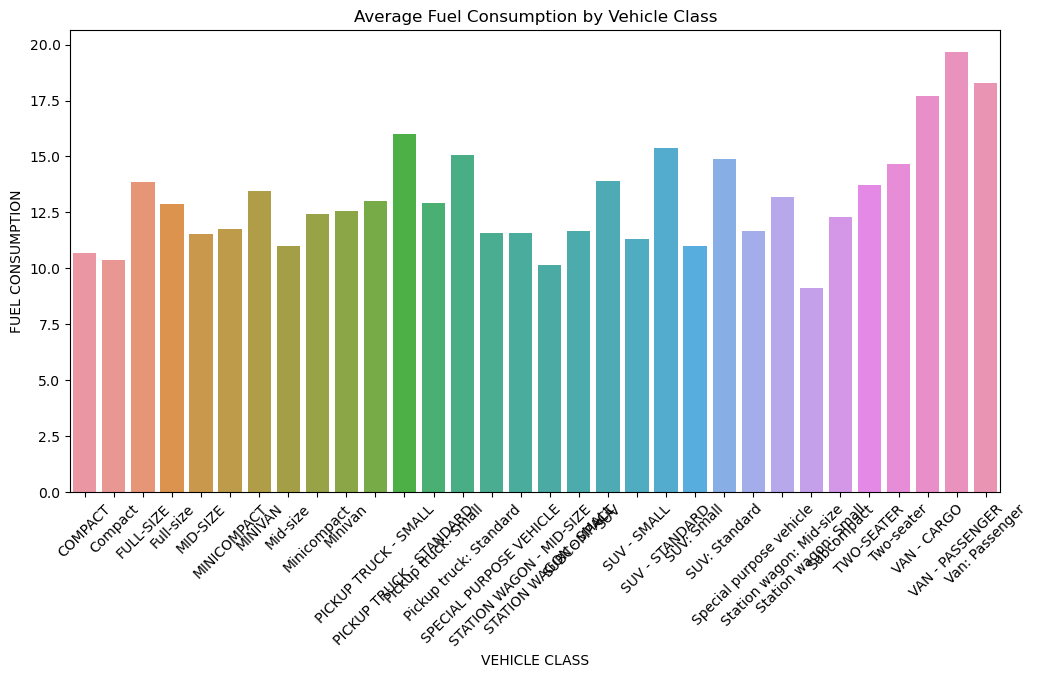 Average Fuel Consumption by Vehicle Class
FUEL CONSUMPTION
20.0
17.5
15.0
12.5
10.0
7.5
5.0
2.5
0.0
COMPACT
Compact
FULL-SIZE
Full-size
MID-SIZE
MINICOMPACT
MINIVAN
Mid-size
Minicompact
Minivan
PICKUP TRUCK - SMALL
PICKUP TRUCK - STANDARD
Pickup truck: Small
Pickup truck: Standard
SPECIAL PURPOSE VEHICLE
STATION WAGON - MID-SIZE
STATION WAGON - SMALL
SUBCOMPACT
SUV
SUV - SMALL
SUV - STANDARD
SUV: Small
SUV: Standard
Special purpose vehicle
Station wagon: Mid-size
Station wagon: Small
Subcompact
TWO-SEATER
Two-seater
VAN - CARGO
VAN - PASSENGER
Van: Passenger
VEHICLE CLASS